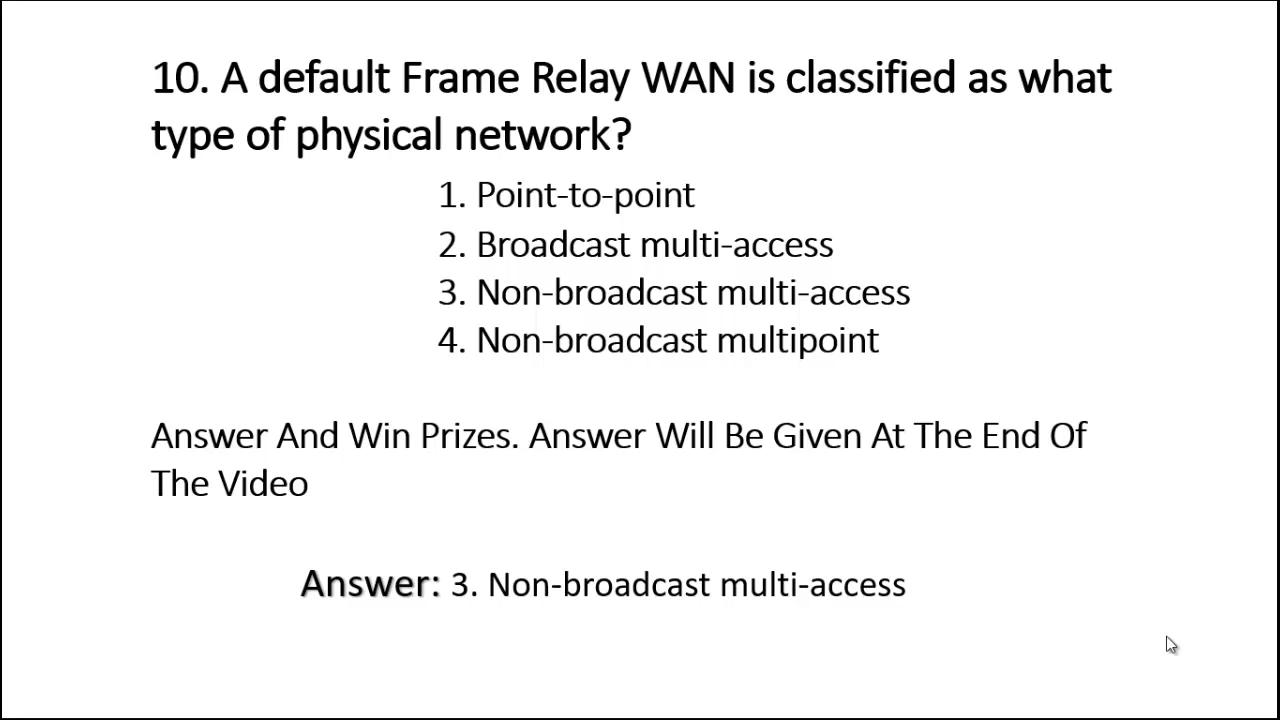 10. A default Frame Relay WAN is classified as what
type of physical network?
1. Point-to-point
2. Broadcast multi-access
3. Non-broadcast multi-access
4. Non-broadcast multipoint
Answer And Win Prizes. Answer Will Be Given At The End Of
The Video
Answer: 3. Non-broadcast multi-access